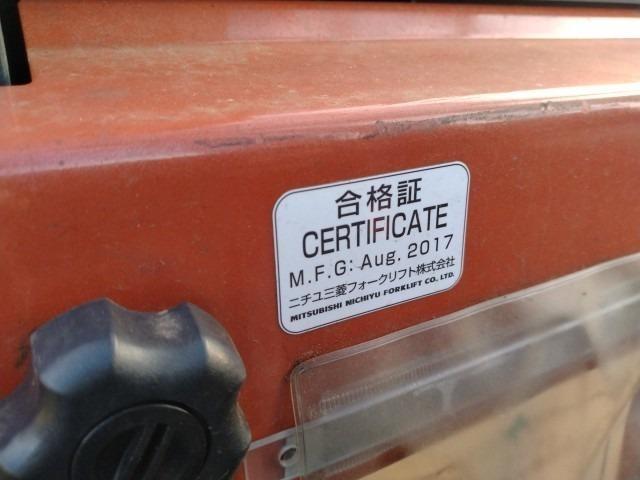 合格証
CERTIFICATE
M.F.G: Aug. 2017
ニチユ三菱フォークリフト株式会社
MITSUBISHI NICHIYU FORKLIFT CO. LTD.